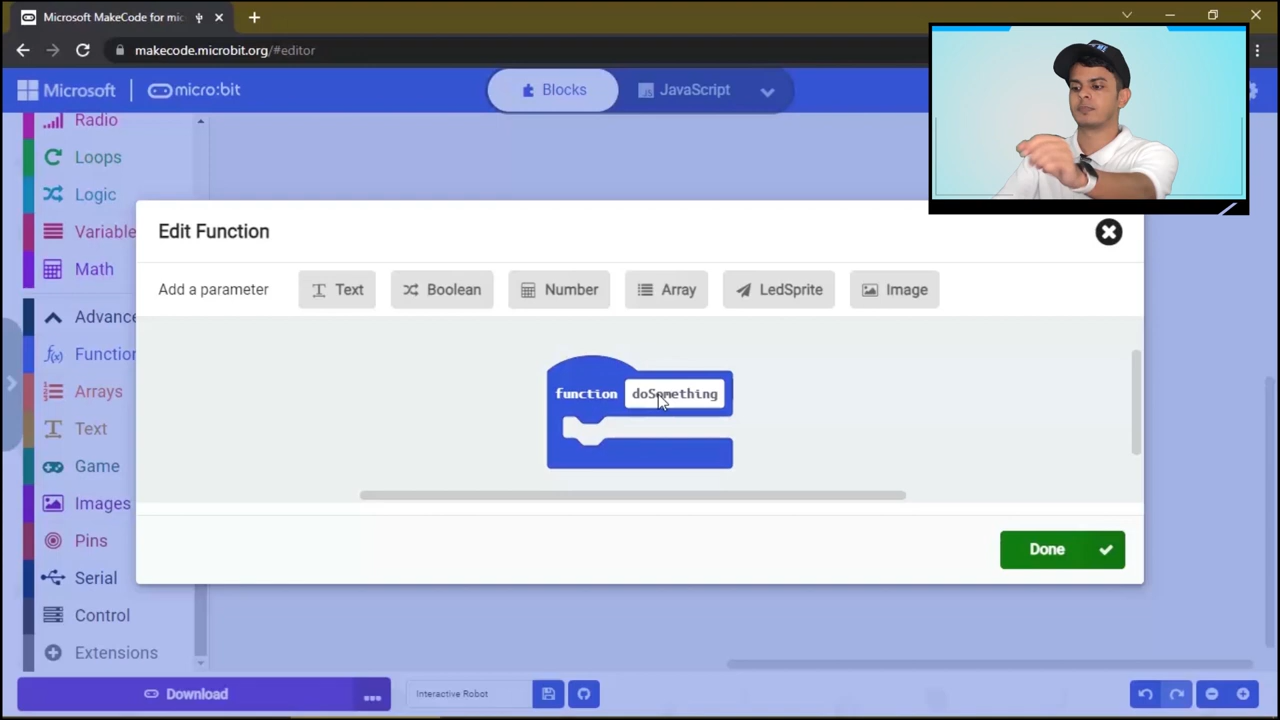 Microsoft MakeCode for mic
makecode.microbit.org/#editor
Microsoft
micro:bit
Blocks
JavaScript
Radio
Loops
Logic
Variable
Math
Advance
Function
Arrays
Text
Game
Images
Pins
Serial
Control
Extensions
Edit Function
Add a parameter
Text
Boolean
Number
Array
LedSprite
Image
function doSomething
Done
Download
Interactive Robot